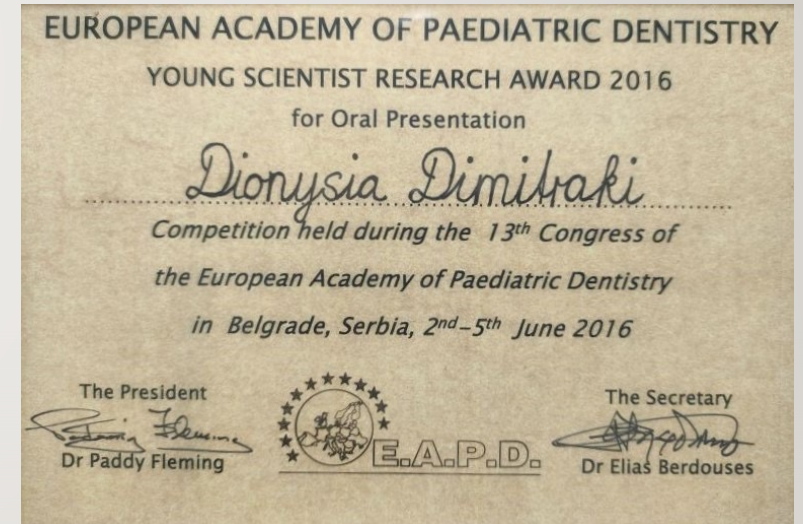 EUROPEAN ACADEMY OF PAEDIATRIC DENTISTRY
YOUNG SCIENTIST RESEARCH AWARD 2016
for Oral Presentation
Dionysia Dimitraki
Competition held during the 13th Congress of
the European Academy of Paediatric Dentistry
in Belgrade, Serbia, 2nd–5th June 2016
The President
Dr Paddy Fleming
E.A.P.D.
The Secretary
Dr Elias Berdouses